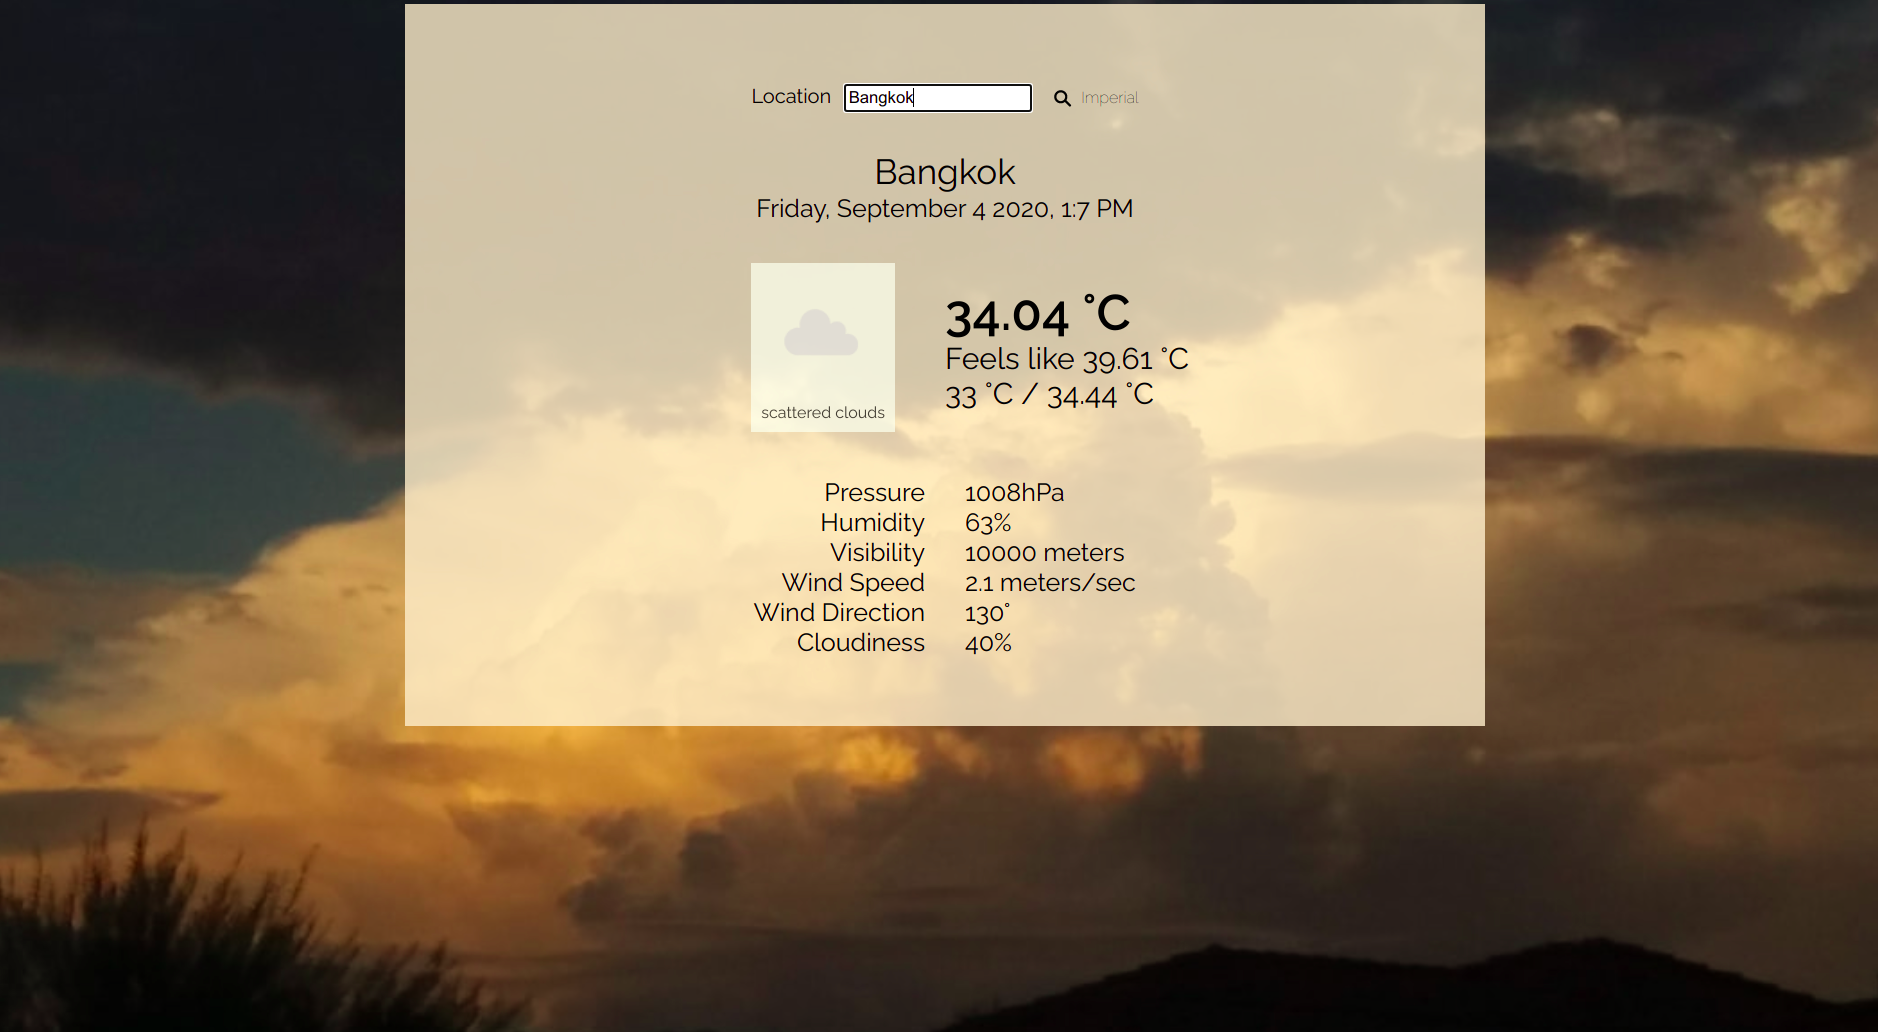 Location Bangkok Imperial
Bangkok
Friday, September 4 2020, 1:7 PM
34.04 °C
Feels like 39.61 °C
33 °C / 34.44 °C
scattered clouds
Pressure 1008hPa
Humidity 63%
Visibility 10000 meters
Wind Speed 2.1 meters/sec
Wind Direction 130°
Cloudiness 40%